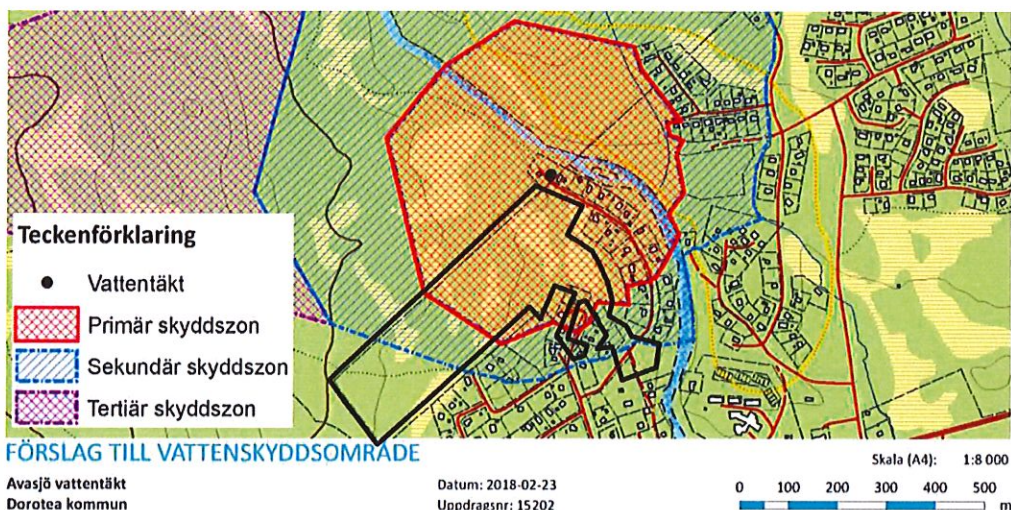 Teckenförklaring
Vattentäkt
Primär skyddszon
Sekundär skyddszon
Tertiär skyddszon
FÖRSLAG TILL VATTENSKYDDSOMRÅDE
Avasjö vattentäkt
Dorotea kommun
Datum: 2018-02-23
Uppdragsnr: 15202
Skala (A4): 1:8 000
0 100 200 300 400 500
m